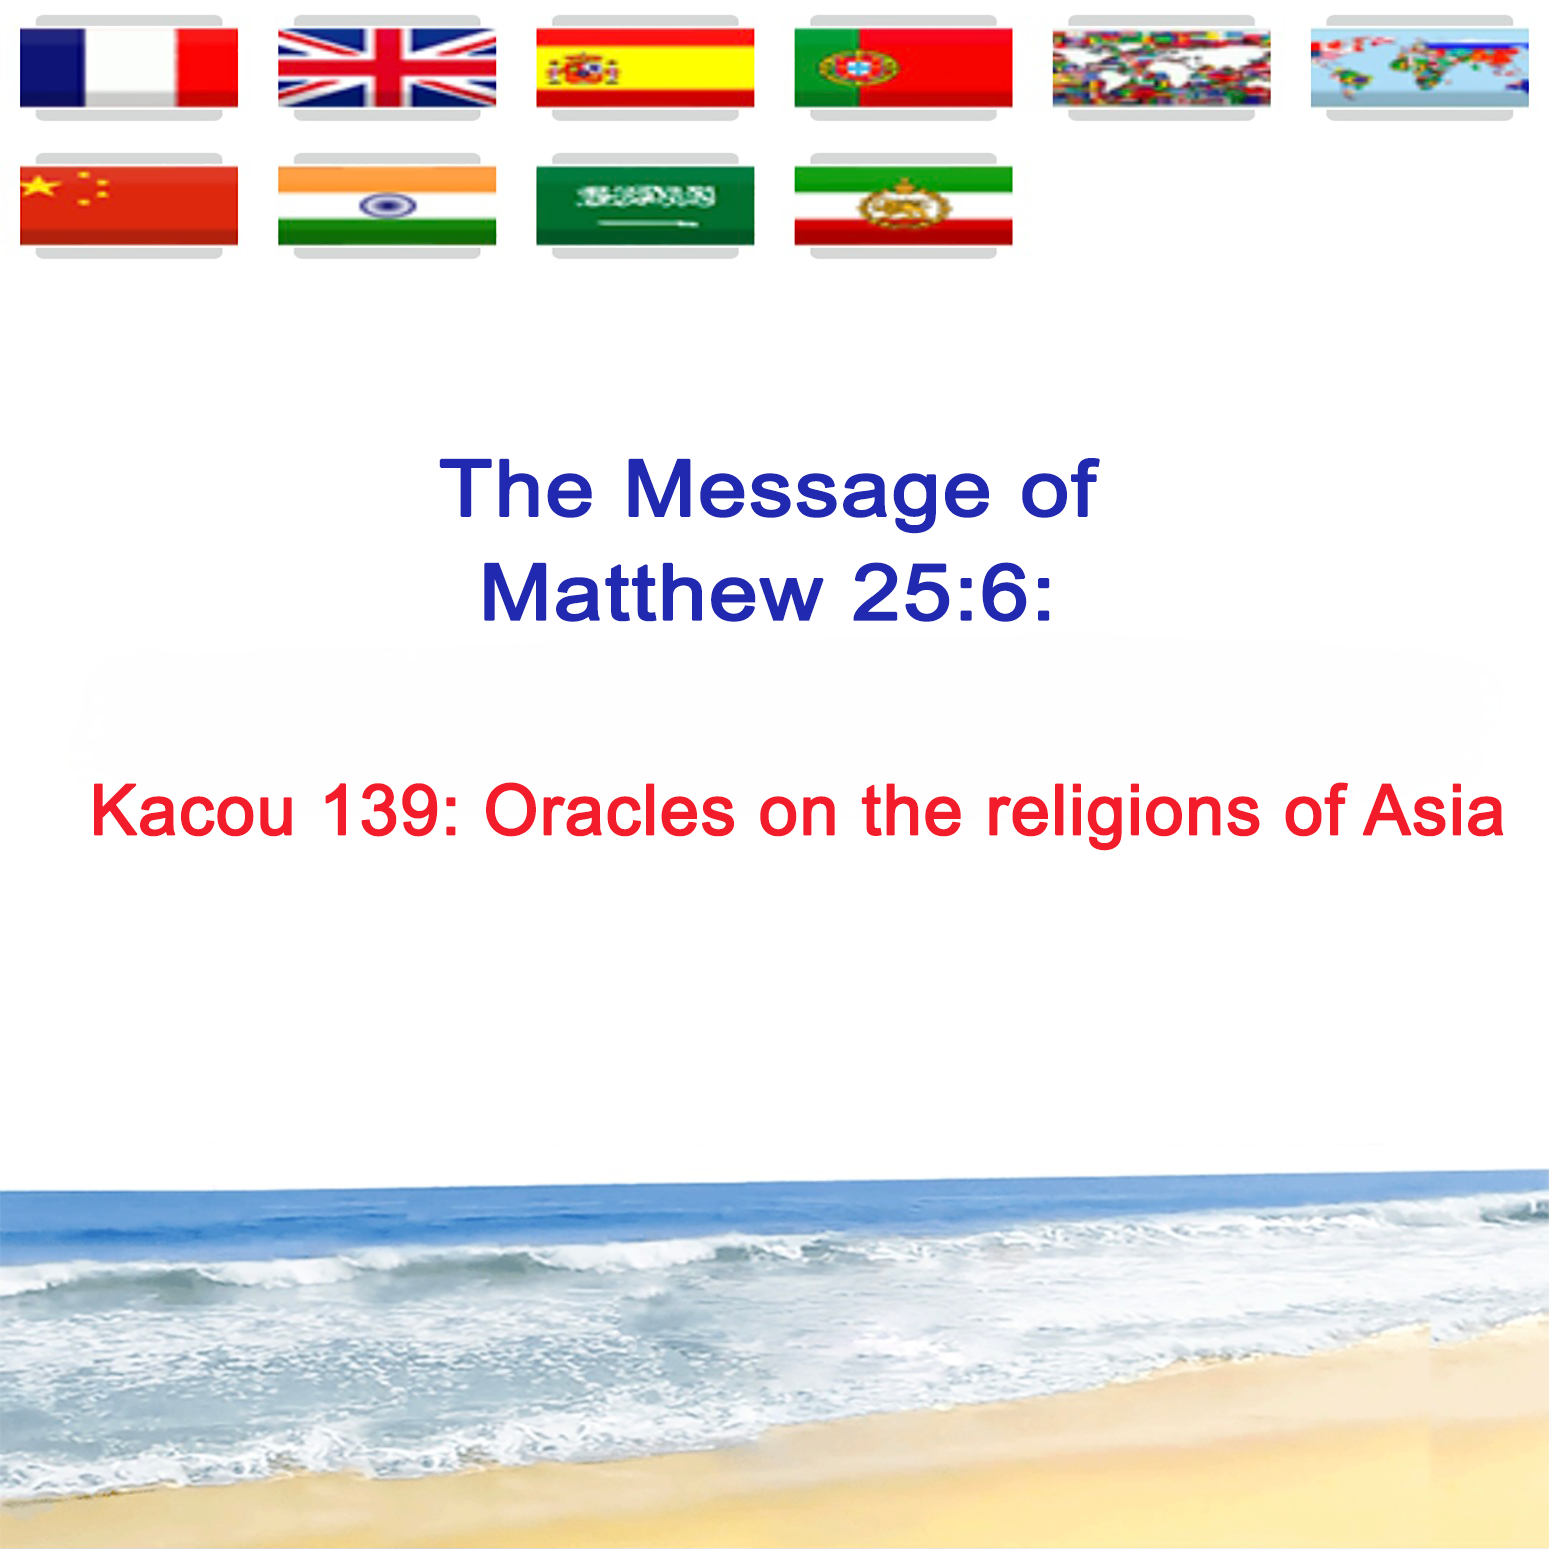 The Message of
Matthew 25:6:
Kacou 139: Oracles on the religions of Asia